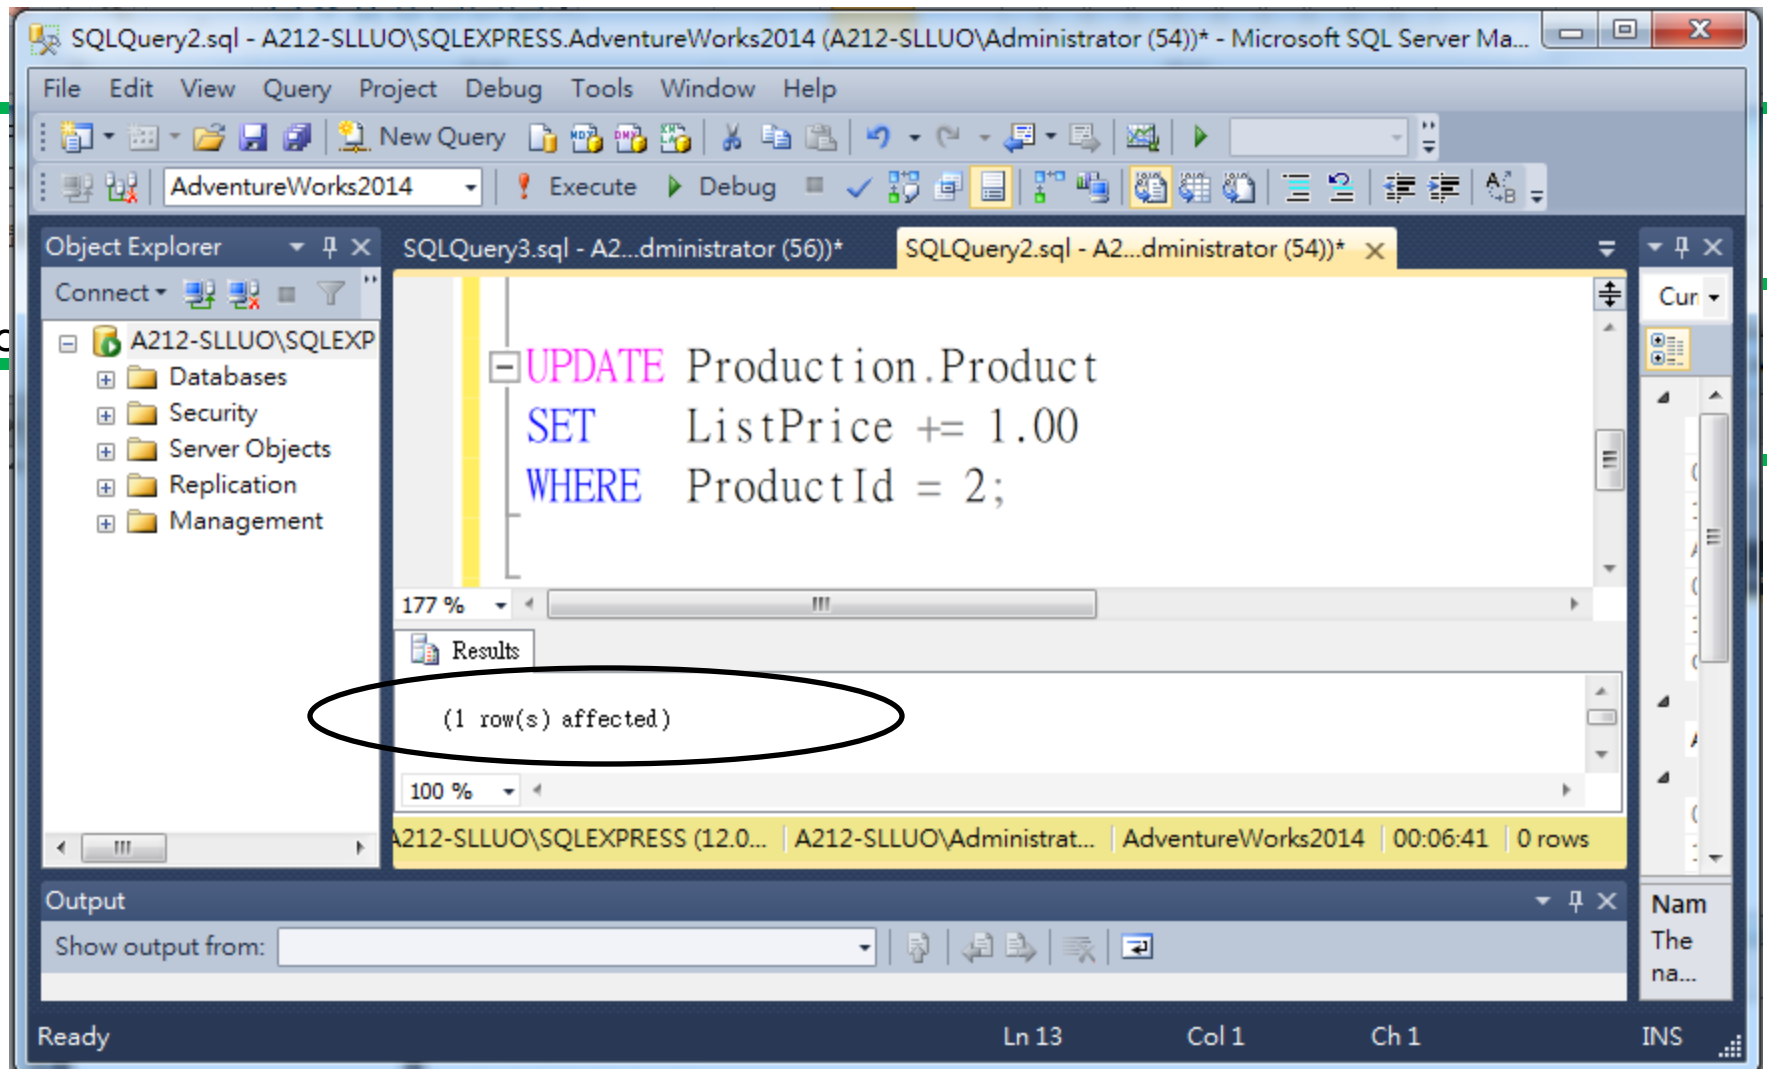 SQLQuery2.sql - A212-SLLUO\SQLEXPRESS.AdventureWorks2014 (A212-SLLUO\Administrator (54))* - Microsoft SQL Server Ma...
File Edit View Query Project Debug Tools Window Help
New Query
AdventureWorks2014 Execute Debug
Object Explorer
Connect
A212-SLLUO\SQLEXP
Databases
Security
Server Objects
Replication
Management
SQLQuery3.sql - A2...dministrator (56))* SQLQuery2.sql - A2...dministrator (54))*
UPDATE Production.Product
SET ListPrice += 1.00
WHERE ProductId = 2;
177 %
Results
(1 row(s) affected)
100 %
A212-SLLUO\SQLEXPRESS (12.0... A212-SLLUO\Administrat... AdventureWorks2014 00:06:41 0 rows
Cur
Nam
The
na...
Output
Show output from:
Ready Ln 13 Col 1 Ch 1 INS